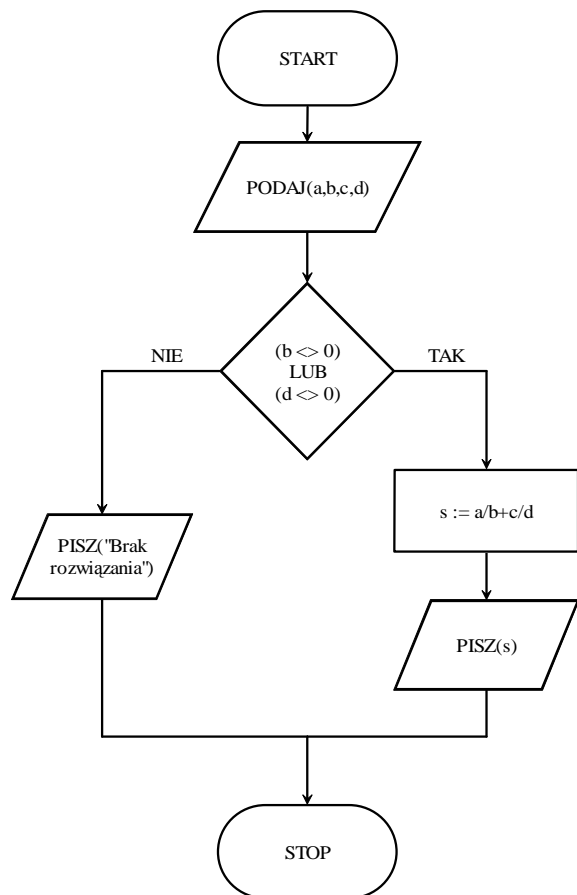 START
PODAJ(a,b,c,d)
(b <> 0)
LUB
(d <> 0)
NIE
TAK
s := a/b+c/d
PISZ("Brak
rozwiązania")
PISZ(s)
STOP